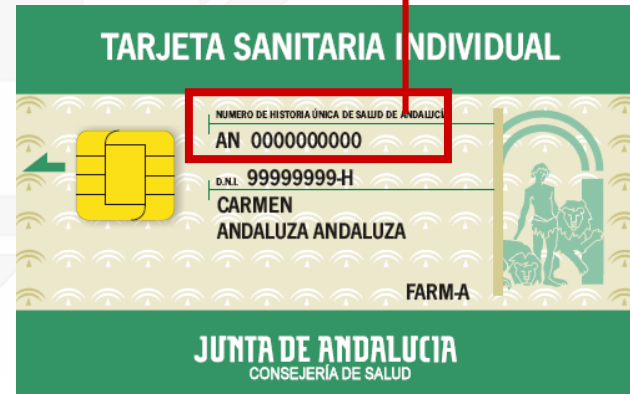 TARJETA SANITARIA INDIVIDUAL
NUMERO DE HISTORIA ÚNICA DE SALUD DE ANDALUCÍA
AN 0000000000
D.N.I. 99999999-H
CARMEN
ANDALUZA ANDALUZA
FARM-A
JUNTA DE ANDALUCIA
CONSEJERÍA DE SALUD